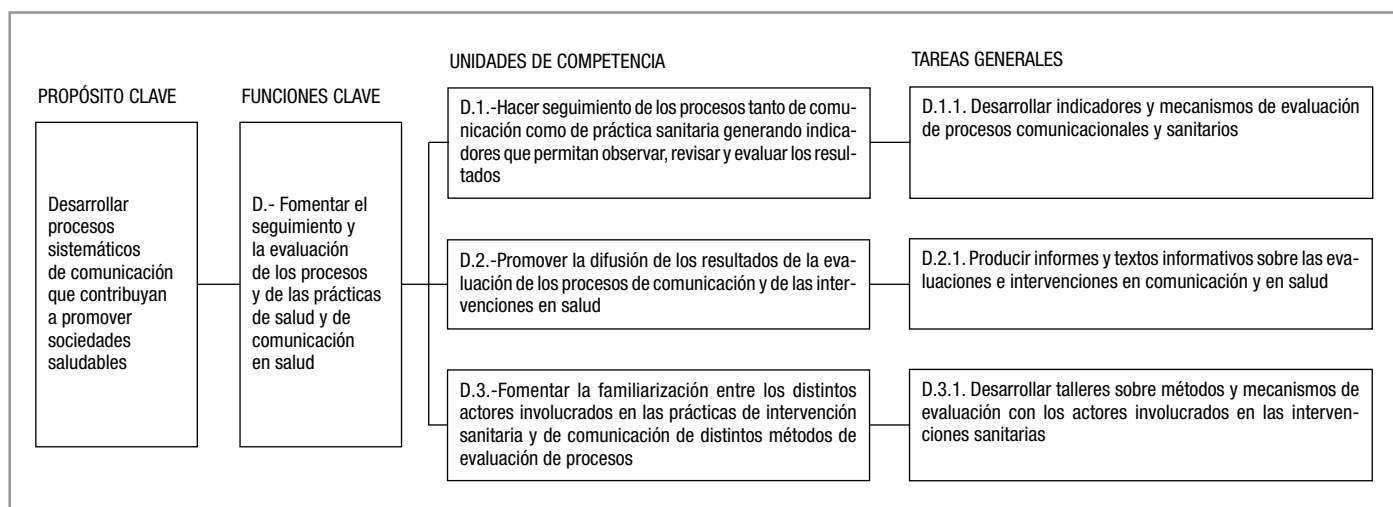 PROPÓSITO CLAVE
Desarrollar
procesos
sistemáticos
de comunicación
que contribuyan
a promover
sociedades
saludables
FUNCIONES CLAVE
D.- Fomentar el
seguimiento y
la evaluación
de los procesos
y de las prácticas
de salud y de
comunicación
en salud
UNIDADES DE COMPETENCIA
D.1.-Hacer seguimiento de los procesos tanto de comu-
nicación como de práctica sanitaria generando indica-
dores que permitan observar, revisar y evaluar los resul-
tados
D.2.-Promover la difusión de los resultados de la eva-
luación de los procesos de comunicación y de las inter-
venciones en salud
D.3.-Fomentar la familiarización entre los distintos
actores involucrados en las prácticas de intervención
sanitaria y de comunicación de distintos métodos de
evaluación de procesos
TAREAS GENERALES
D.1.1. Desarrollar indicadores y mecanismos de evaluación
de procesos comunicacionales y sanitarios
D.2.1. Producir informes y textos informativos sobre las eva-
luaciones e intervenciones en comunicación y en salud
D.3.1. Desarrollar talleres sobre métodos y mecanismos de
evaluación con los actores involucrados en las interven-
ciones sanitarias